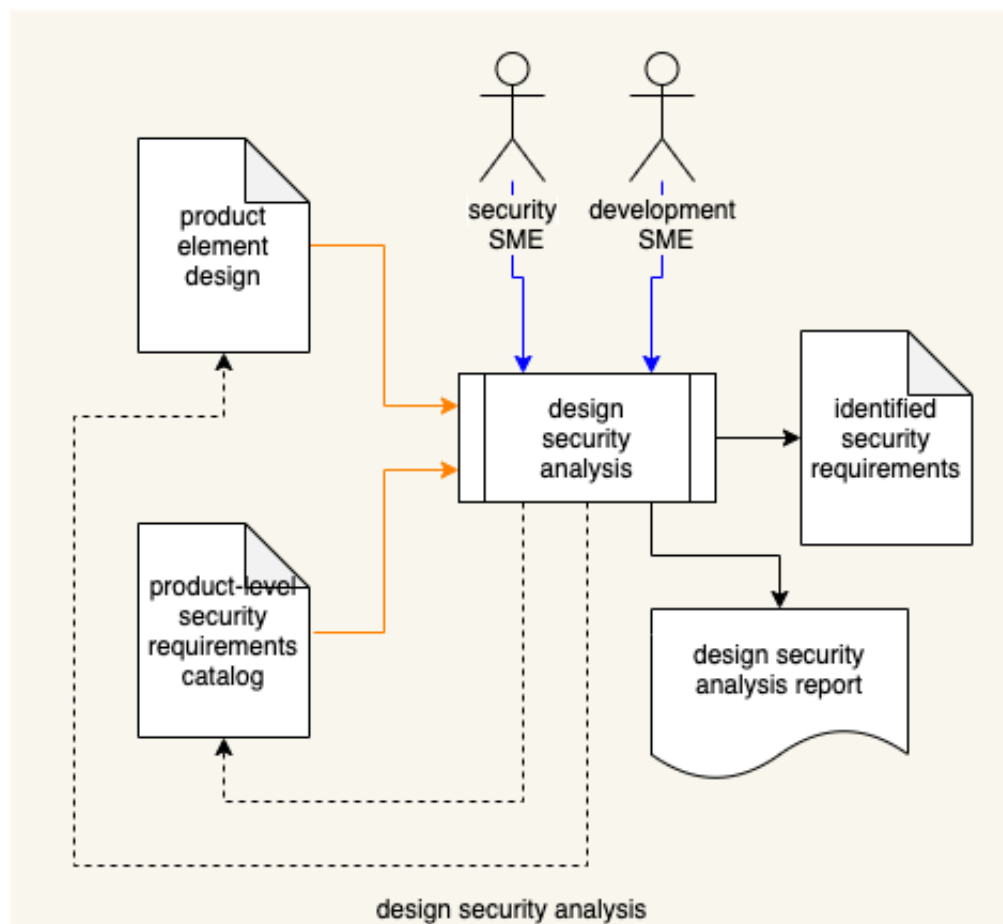 security
SME
development
SME
product
element
design
design
security
analysis
identified
security
requirements
product-level
security
requirements
catalog
design security
analysis report
design security analysis